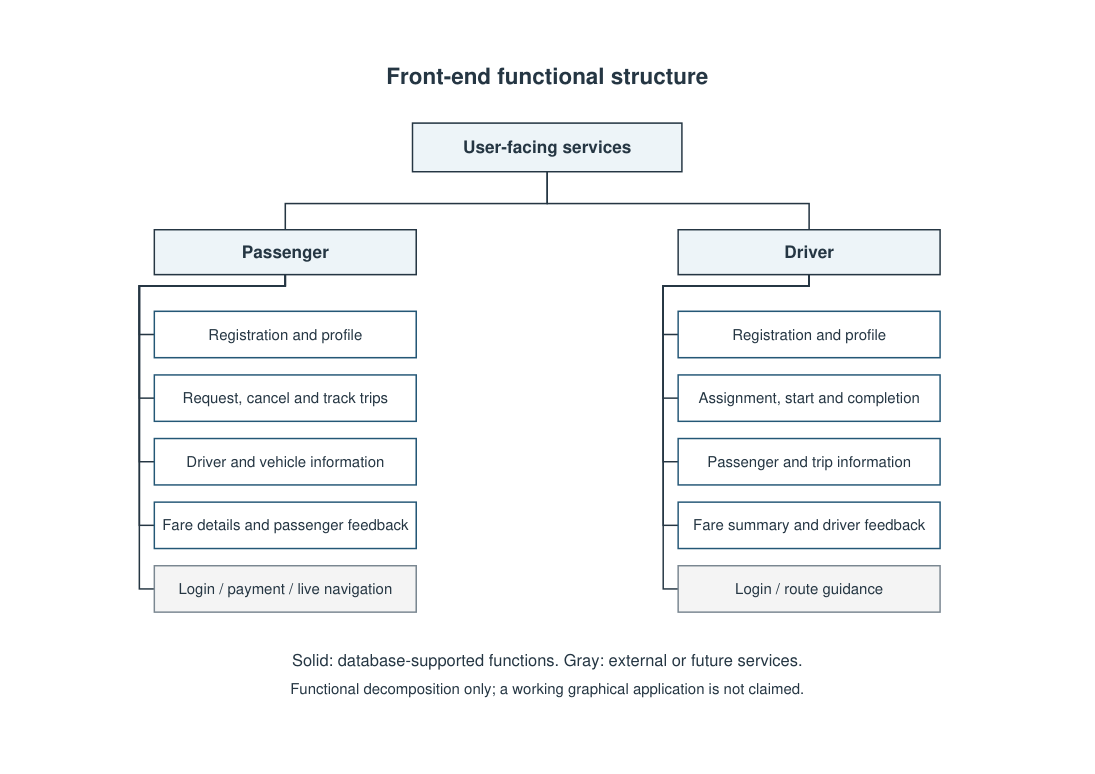 Front-end functional structure
User-facing services
Passenger
Driver
Registration and profile
Request, cancel and track trips
Driver and vehicle information
Fare details and passenger feedback
Login / payment / live navigation
Registration and profile
Assignment, start and completion
Passenger and trip information
Fare summary and driver feedback
Login / route guidance
Solid: database-supported functions. Gray: external or future services.
Functional decomposition only; a working graphical application is not claimed.